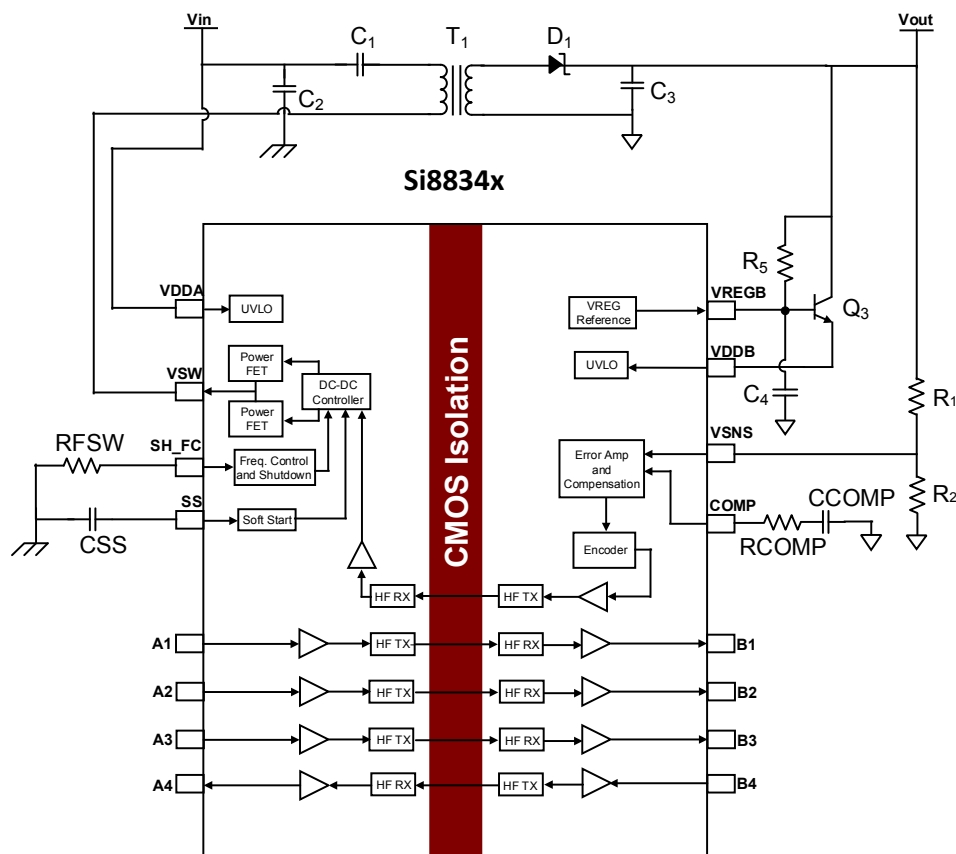 Vin
Vout
C1
T1
D1
C2
C3
Si8834x
VDDA
UVLO
VREG
Reference
VREGB
R5
Q3
VSW
Power
FET
Power
FET
DC-DC
Controller
UVLO
VDDB
C4
R1
SH_FC
RFSW
Freq. Control
and Shutdown
CMOS Isolation
Error Amp
and
Compensation
VSNS
SS
CSS
Soft Start
COMP
RCOMP
CCOMP
R2
Encoder
HF RX
HF TX
A1
HF TX
HF RX
B1
A2
HF TX
HF RX
B2
A3
HF TX
HF RX
B3
A4
HF RX
HF TX
B4